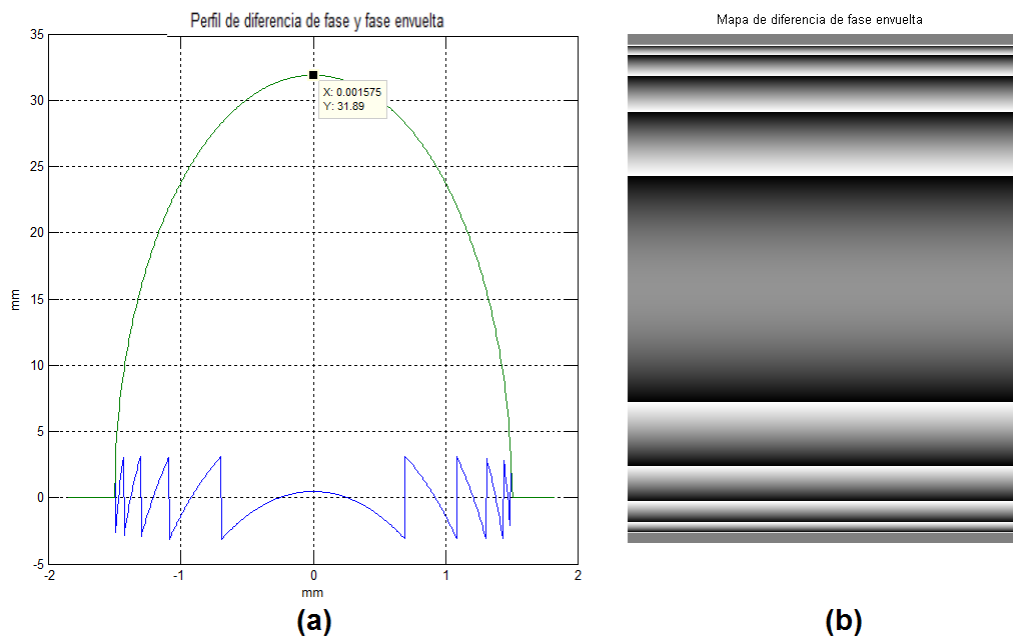 Perfil de diferencia de fase y fase envuelta
35
30
25
20
15
10
5
0
-5
mm
X: 0.001575
Y: 31.89
-2
-1
0
1
2
mm
(a)
Mapa de diferencia de fase envuelta
(b)